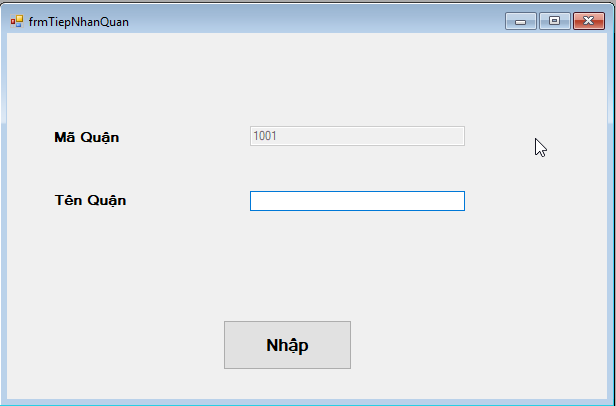 frmTiepNhanQuan
Mã Quận
1001
Tên Quận
Nhập